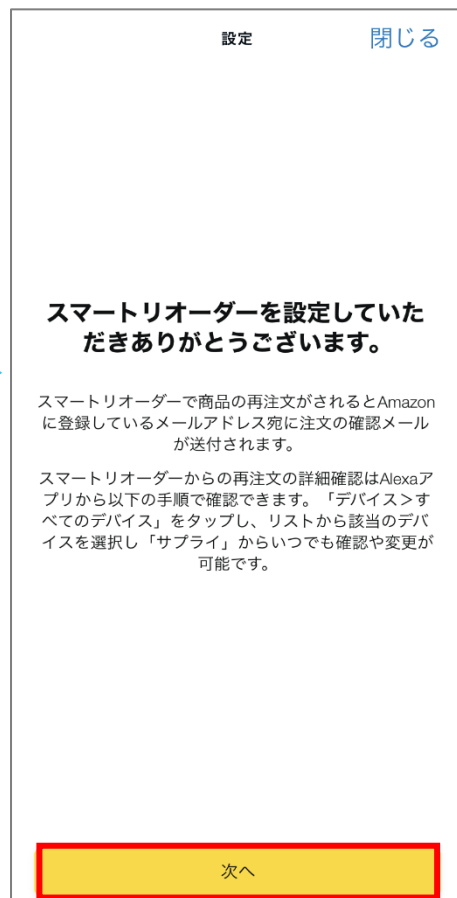 設定
閉じる
スマートリオーダーを設定していた
だきありがとうございます。
スマートリオーダーで商品の再注文がされるとAmazon
に登録しているメールアドレス宛に注文の確認メール
が送付されます。
スマートリオーダーからの再注文の詳細確認はAlexaア
プリから以下の手順で確認できます。「デバイス>す
べてのデバイス」をタップし、リストから該当のデバ
イスを選択し「サプライ」からいつでも確認や変更が
可能です。
次へ